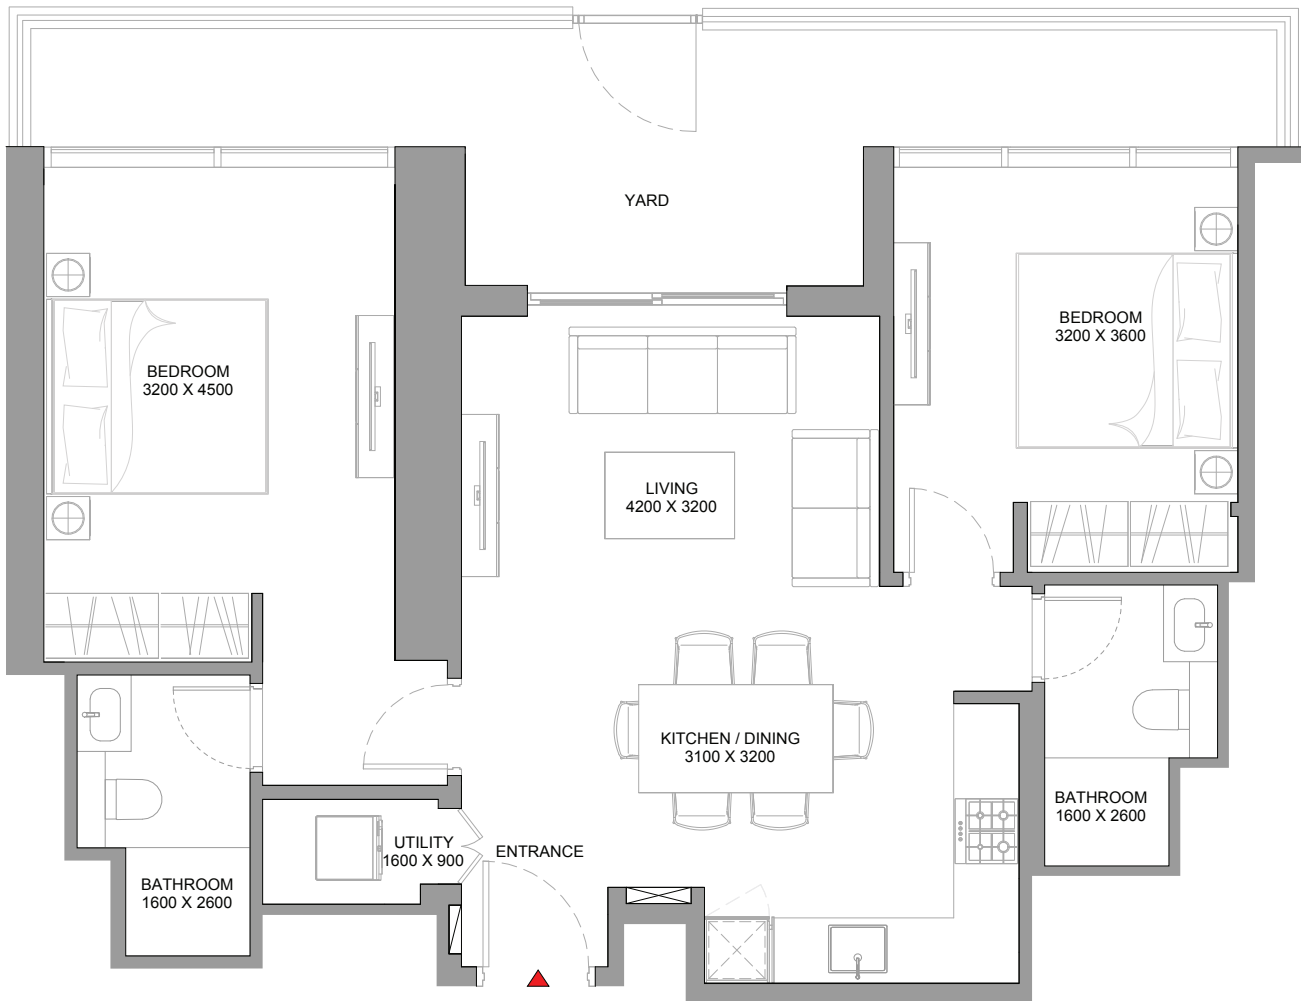 YARD
BEDROOM
3200 X 3600
BEDROOM
3200 X 4500
LIVING
4200 X 3200
KITCHEN / DINING
3100 X 3200
BATHROOM
1600 X 2600
UTILITY
1600 X 900
ENTRANCE
BATHROOM
1600 X 2600